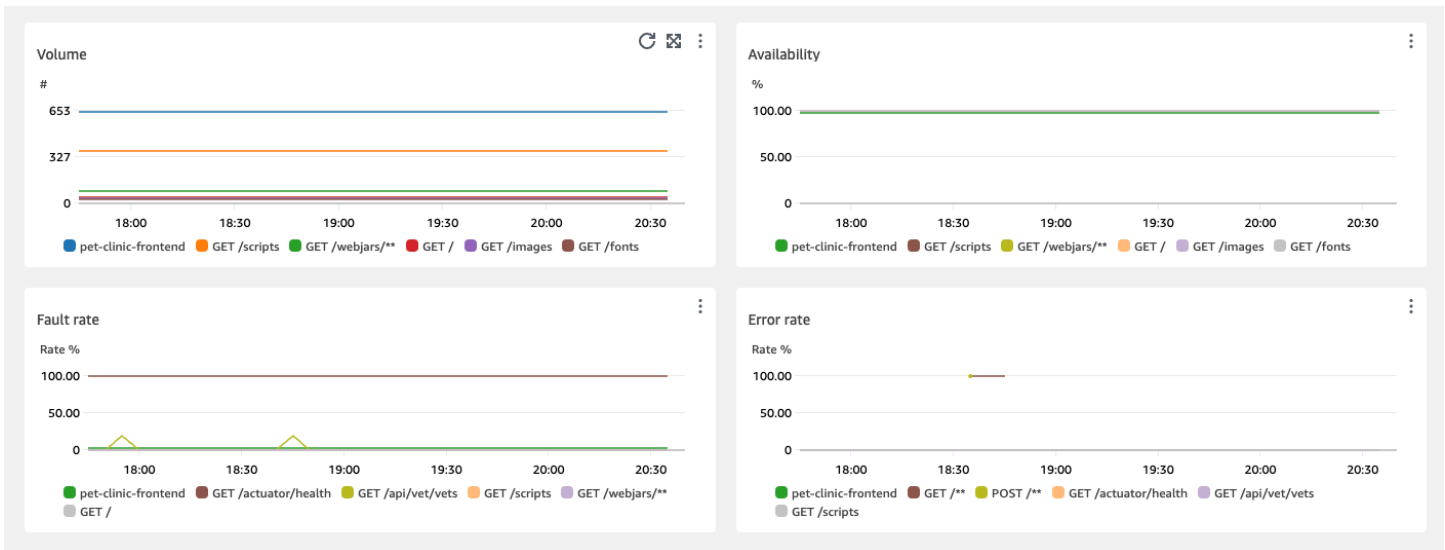 Volume
#
653
327
0
18:00 18:30 19:00 19:30 20:00 20:30
pet-clinic-frontend GET /scripts GET /webjars/** GET / GET /images GET /fonts
Availability
%
100.00
50.00
0
18:00 18:30 19:00 19:30 20:00 20:30
pet-clinic-frontend GET /scripts GET /webjars/** GET / GET /images GET /fonts
Fault rate
Rate %
100.00
50.00
0
18:00 18:30 19:00 19:30 20:00 20:30
pet-clinic-frontend GET /actuator/health GET /api/vet/vets GET /scripts GET /webjars/**
GET /
Error rate
Rate %
100.00
50.00
0
18:00 18:30 19:00 19:30 20:00 20:30
pet-clinic-frontend GET /** POST /** GET /actuator/health GET /api/vet/vets
GET /scripts